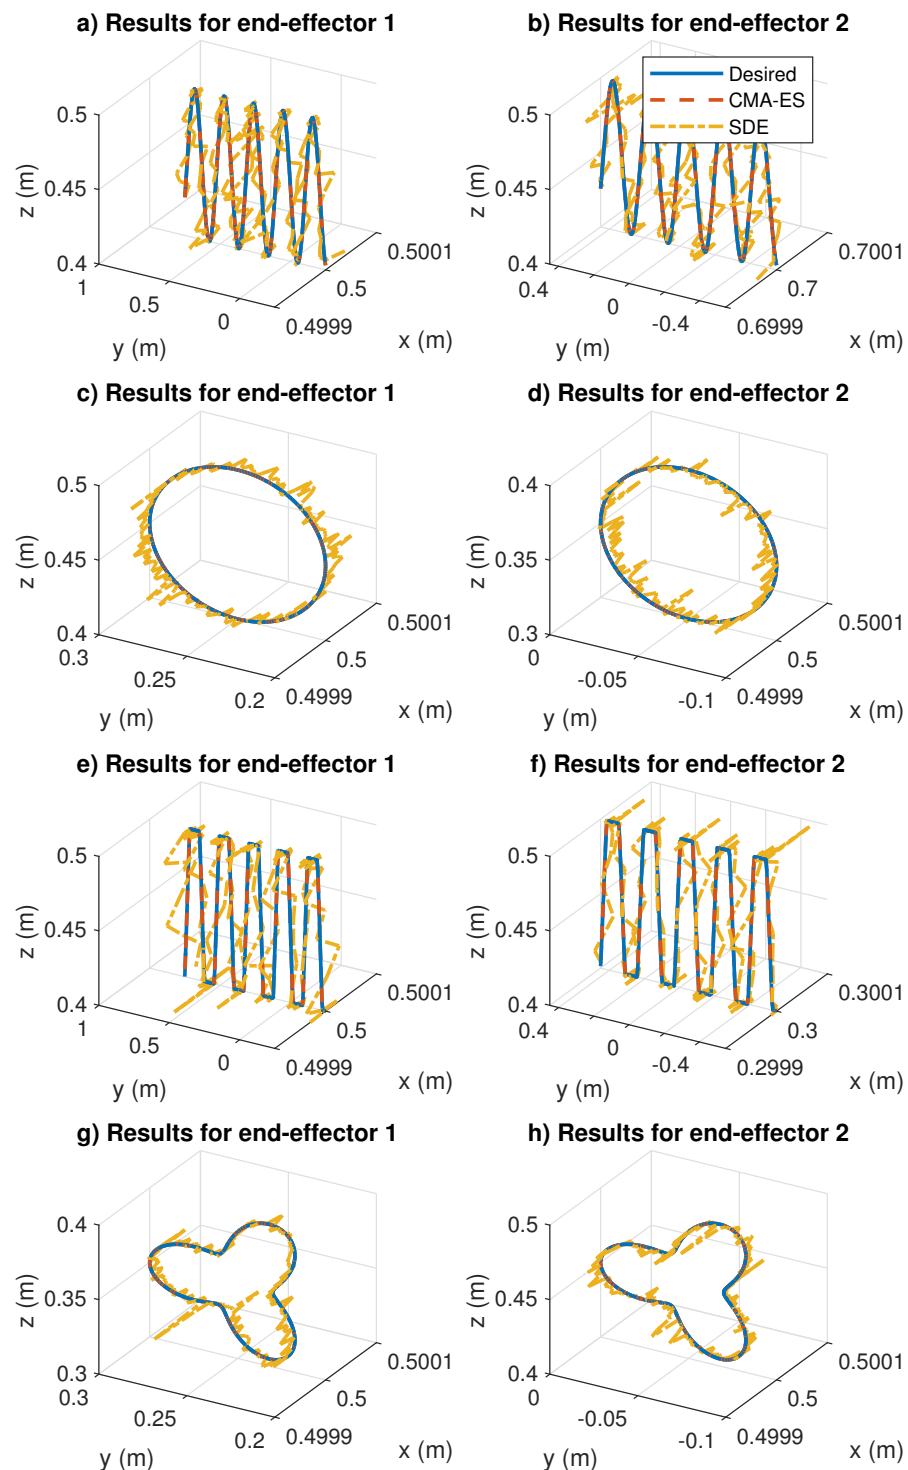 a) Results for end-effector 1
0.5
0.45
0.4
z (m)
1
0.5
0
y (m)
0.4999
0.5
0.5001
x (m)
b) Results for end-effector 2
Desired
CMA-ES
SDE
0.5
0.45
0.4
z (m)
0.4
0
-0.4
y (m)
0.6999
0.7
0.7001
x (m)
c) Results for end-effector 1
0.5
0.45
0.4
z (m)
0.3
0.25
0.2
y (m)
0.4999
0.5
0.5001
x (m)
d) Results for end-effector 2
0.4
0.35
0.3
z (m)
0
-0.05
-0.1
y (m)
0.4999
0.5
0.5001
x (m)
e) Results for end-effector 1
0.5
0.45
0.4
z (m)
1
0.5
0
y (m)
0.4999
0.5
0.5001
x (m)
f) Results for end-effector 2
0.5
0.45
0.4
z (m)
0.4
0
-0.4
y (m)
0.2999
0.3
0.3001
x (m)
g) Results for end-effector 1
0.4
0.35
0.3
z (m)
0.3
0.25
0.2
y (m)
0.4999
0.5
0.5001
x (m)
h) Results for end-effector 2
0.5
0.45
0.4
z (m)
0
-0.05
-0.1
y (m)
0.4999
0.5
0.5001
x (m)